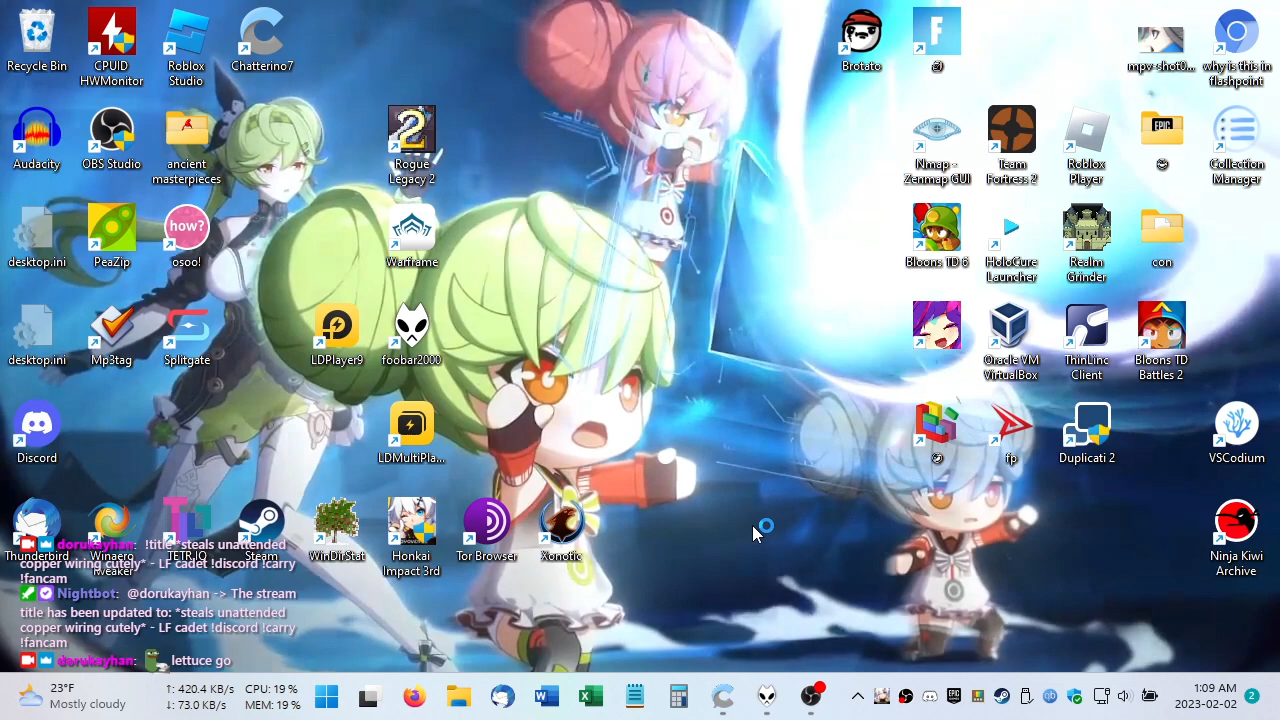 Recycle Bin
CPUID
HWMonitor
Roblox
Studio
Chatterino7
Brotato
mpv-shot0...
why is this in
flashpoint
Audacity
OBS Studio
ancient
masterpieces
Rogue
Legacy 2
Nmap -
Zenmap GUI
Team
Fortress 2
Roblox
Player
EPIC
Collection
Manager
desktop.ini
PeaZip
how?
osoo!
Warframe
Bloons TD 6
HoloCure
Launcher
Realm
Grinder
con
desktop.ini
Mp3tag
Splitgate
LDPlayer9
foobar2000
Oracle VM
VirtualBox
ThinLinc
Client
Bloons TD
Battles 2
Discord
LDMultiPla...
fp
Duplicati 2
VSCodium
Thunderbird
Winaero
Tweaker
TETR.IO
Steam
WinDirStat
Honkai
Impact 3rd
Tor Browser
Xonotic
Ninja Kiwi
Archive
dorukayhan: !title *steals unattended
copper wiring cutely* - LF cadet !discord !carry
!fancam
Nightbot: @dorukayhan -> The stream
title has been updated to: *steals unattended
copper wiring cutely* - LF cadet !discord !carry
!fancam
dorukayhan: lettuce go
23°F
Mostly cloudy
↑: 420.4 KB/s
↓: 73.0 KB/s
CPU: 19 %
MEM: 19 %
1:09 AM
2023-02-02
2